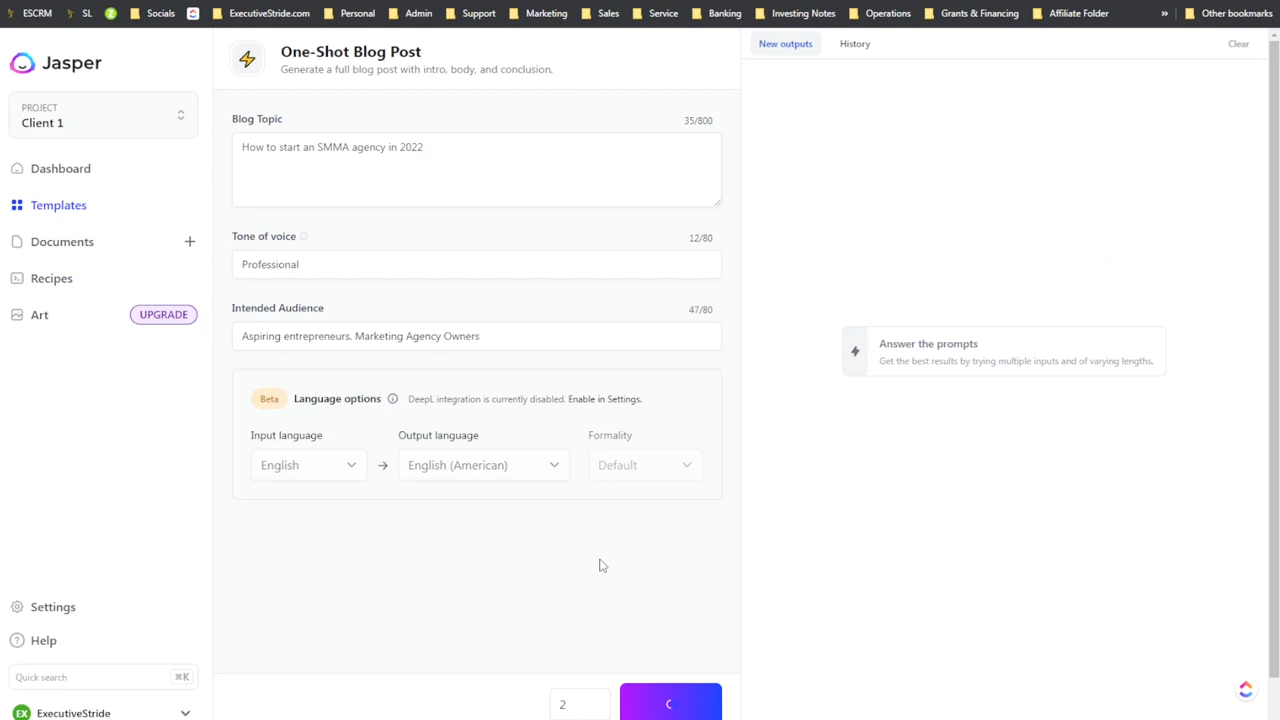 ESCRM
SL
Socials
ExecutiveStride.com
Personal
Admin
Support
Marketing
Sales
Service
Banking
Investing Notes
Operations
Grants & Financing
Affiliate Folder
»
Other bookmarks
Jasper
PROJECT
Client 1
Dashboard
Templates
Documents
Recipes
Art
UPGRADE
Settings
Help
Quick search
⌘K
EX
ExecutiveStride
One-Shot Blog Post
Generate a full blog post with intro, body, and conclusion.
Blog Topic
35/800
How to start an SMMA agency in 2022
Tone of voice
12/80
Professional
Intended Audience
47/80
Aspiring entrepreneurs, Marketing Agency Owners
Beta
Language options
DeepL integration is currently disabled. Enable in Settings.
Input language
Output language
Formality
English
English (American)
Default
2
New outputs
History
Clear
Answer the prompts
Get the best results by trying multiple inputs and of varying lengths.